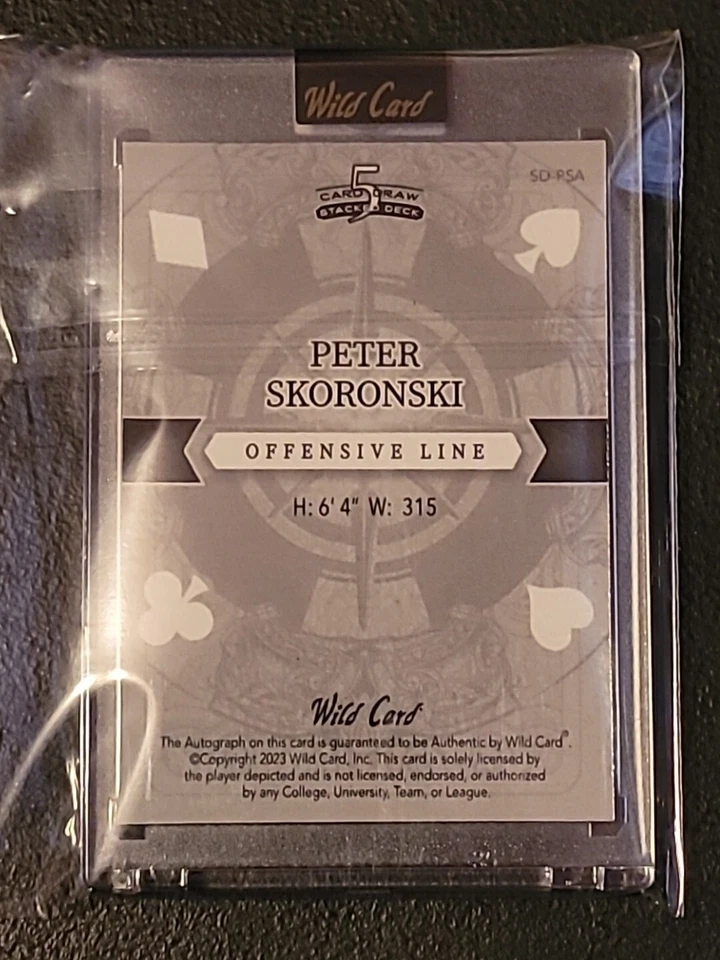 Wild Card
SD-PSA
5
CARD DRAW
STACKED DECK
PETER
SKORONSKI
OFFENSIVE LINE
H: 6' 4" W: 315
Wild Card
The Autograph on this card is guaranteed to be Authentic by Wild Card®.
©Copyright 2023 Wild Card, Inc. This card is solely licensed by
the player depicted and is not licensed, endorsed, or authorized
by any College, University, Team, or League.